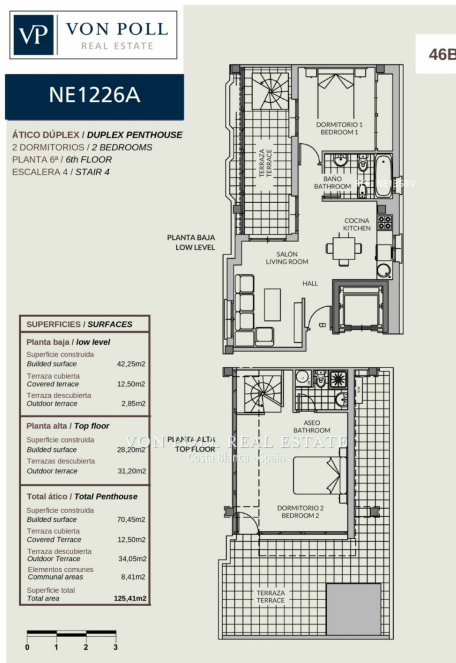 VP VON POLL
REAL ESTATE
46B
NE1226A
ÁTICO DÚPLEX / DUPLEX PENTHOUSE
2 DORMITORIOS / 2 BEDROOMS
PLANTA 6ª / 6th FLOOR
ESCALERA 4 / STAIR 4
DORMITORIO 1
BEDROOM 1
TERRAZA
TERRACE
BAÑO
BATHROOM
COCINA
KITCHEN
PLANTA BAJA
LOW LEVEL
SALÓN
LIVING ROOM
HALL
SUPERFICIES / SURFACES
Planta baja / low level
Superficie construida
Builded surface 42,25m2
Terraza cubierta
Covered terrace 12,50m2
Terraza descubierta
Outdoor terrace 2,85m2
Planta alta / Top floor
Superficie construida
Builded surface 28,20m2
Terrazas descubierta
Outdoor terrace 31,20m2
Total ático / Total Penthouse
Superficie construida
Builded surface 70,45m2
Terraza cubierta
Covered Terrace 12,50m2
Terraza descubierta
Outdoor Terrace 34,05m2
Elementos comunes
Communal areas 8,41m2
Superficie total
Total area 125,41m2
ASEO
BATHROOM
PLANTA ALTA
TOP FLOOR
VON POLL REAL ESTATE
Costa Blanca Spain
DORMITORIO 2
BEDROOM 2
TERRAZA
TERRACE
0 1 2 3